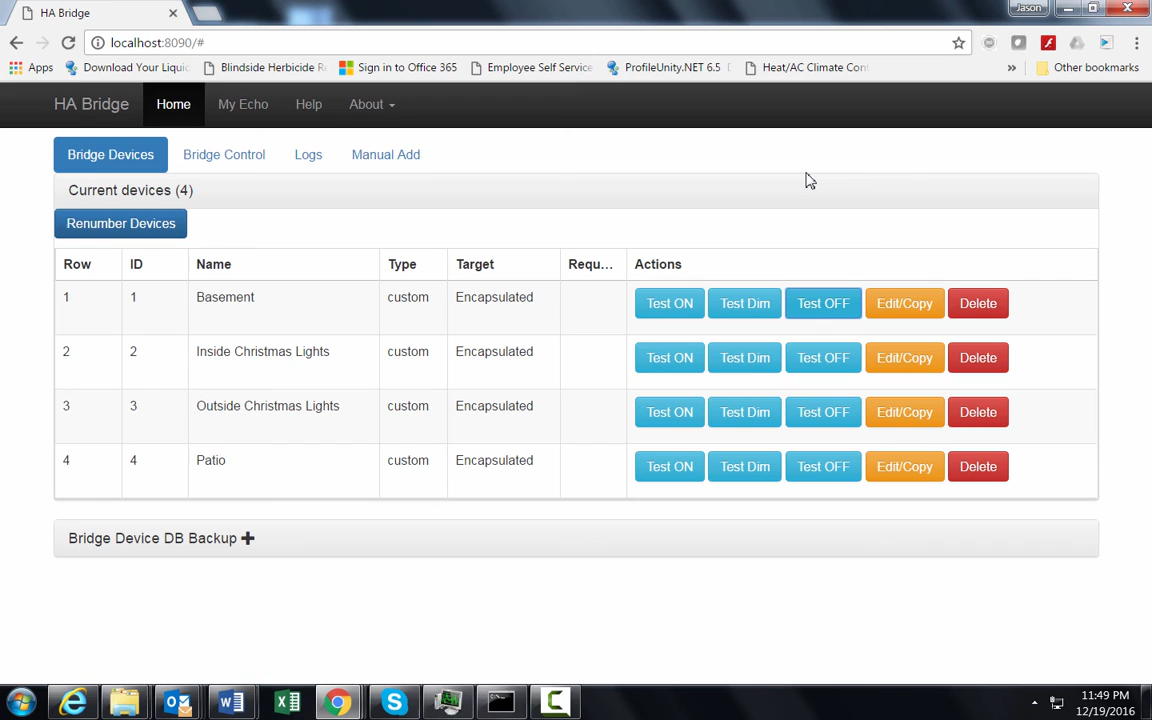 HA Bridge
Jason
localhost:8090/#
Apps Download Your Liquid Blindside Herbicide R Sign in to Office 365 Employee Self Service ProfileUnity.NET 6.5 Heat/AC Climate Con » Other bookmarks
HA Bridge Home My Echo Help About
Bridge Devices Bridge Control Logs Manual Add
Current devices (4)
Renumber Devices
Row ID Name Type Target Requ... Actions
1 1 Basement custom Encapsulated Test ON Test Dim Test OFF Edit/Copy Delete
2 2 Inside Christmas Lights custom Encapsulated Test ON Test Dim Test OFF Edit/Copy Delete
3 3 Outside Christmas Lights custom Encapsulated Test ON Test Dim Test OFF Edit/Copy Delete
4 4 Patio custom Encapsulated Test ON Test Dim Test OFF Edit/Copy Delete
Bridge Device DB Backup
11:49 PM
12/19/2016